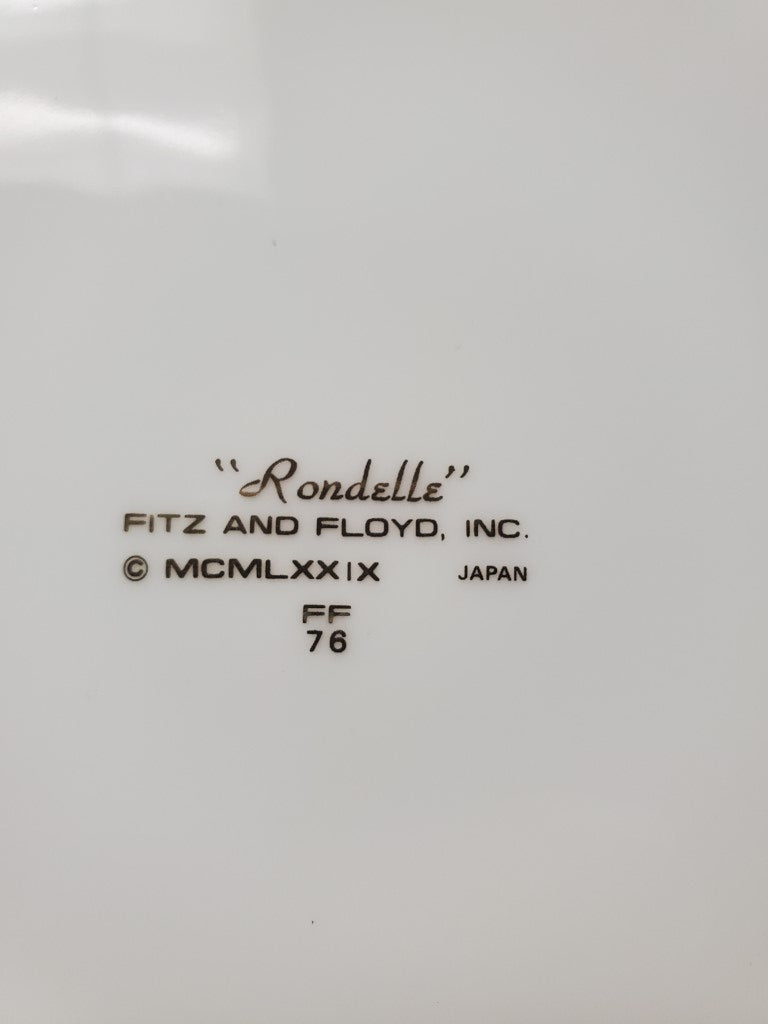 "Rondelle"
FITZ AND FLOYD, INC.
© MCMLXXIX JAPAN
FF
76